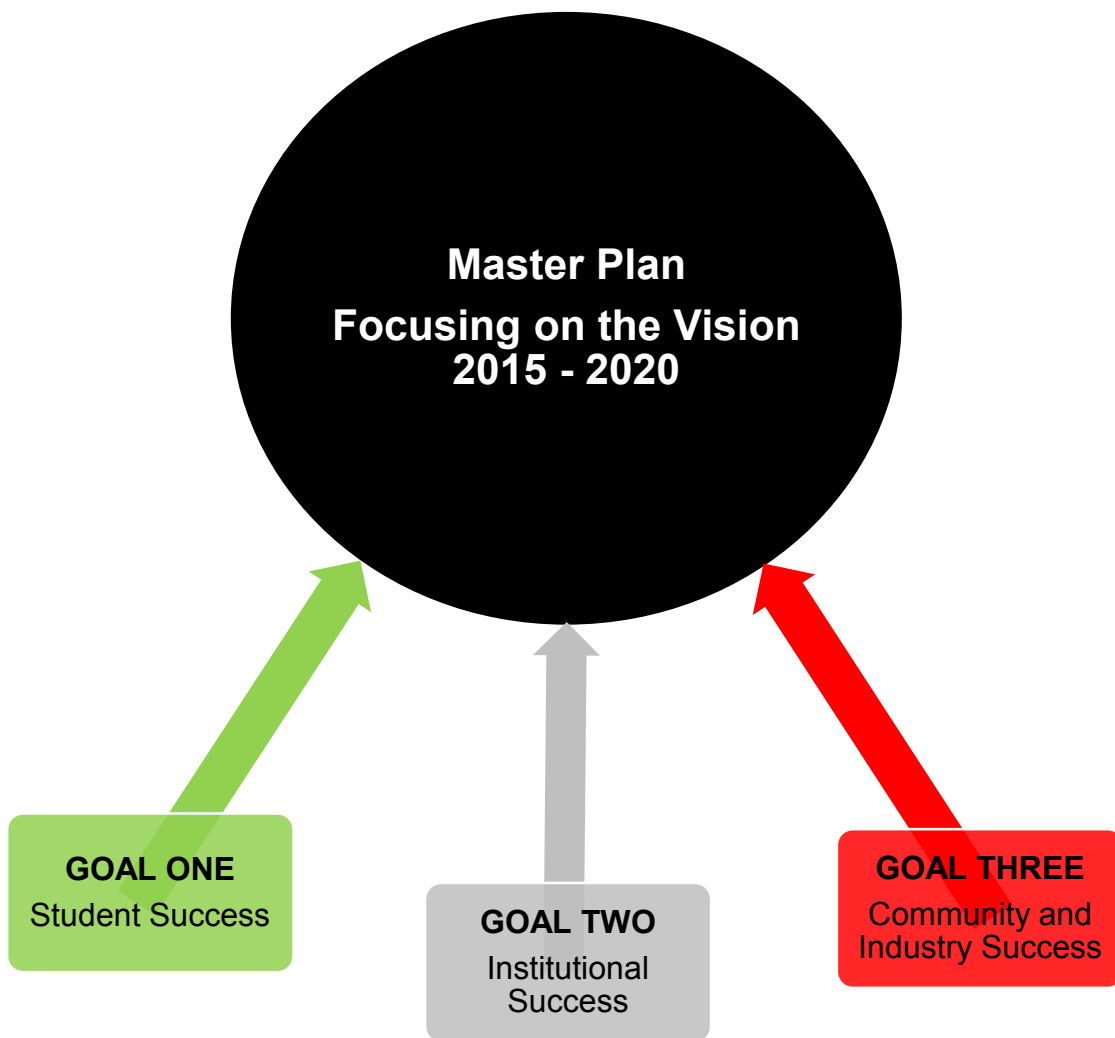 Master Plan
Focusing on the Vision
2015 - 2020
GOAL ONE
Student Success
GOAL TWO
Institutional
Success
GOAL THREE
Community and
Industry Success